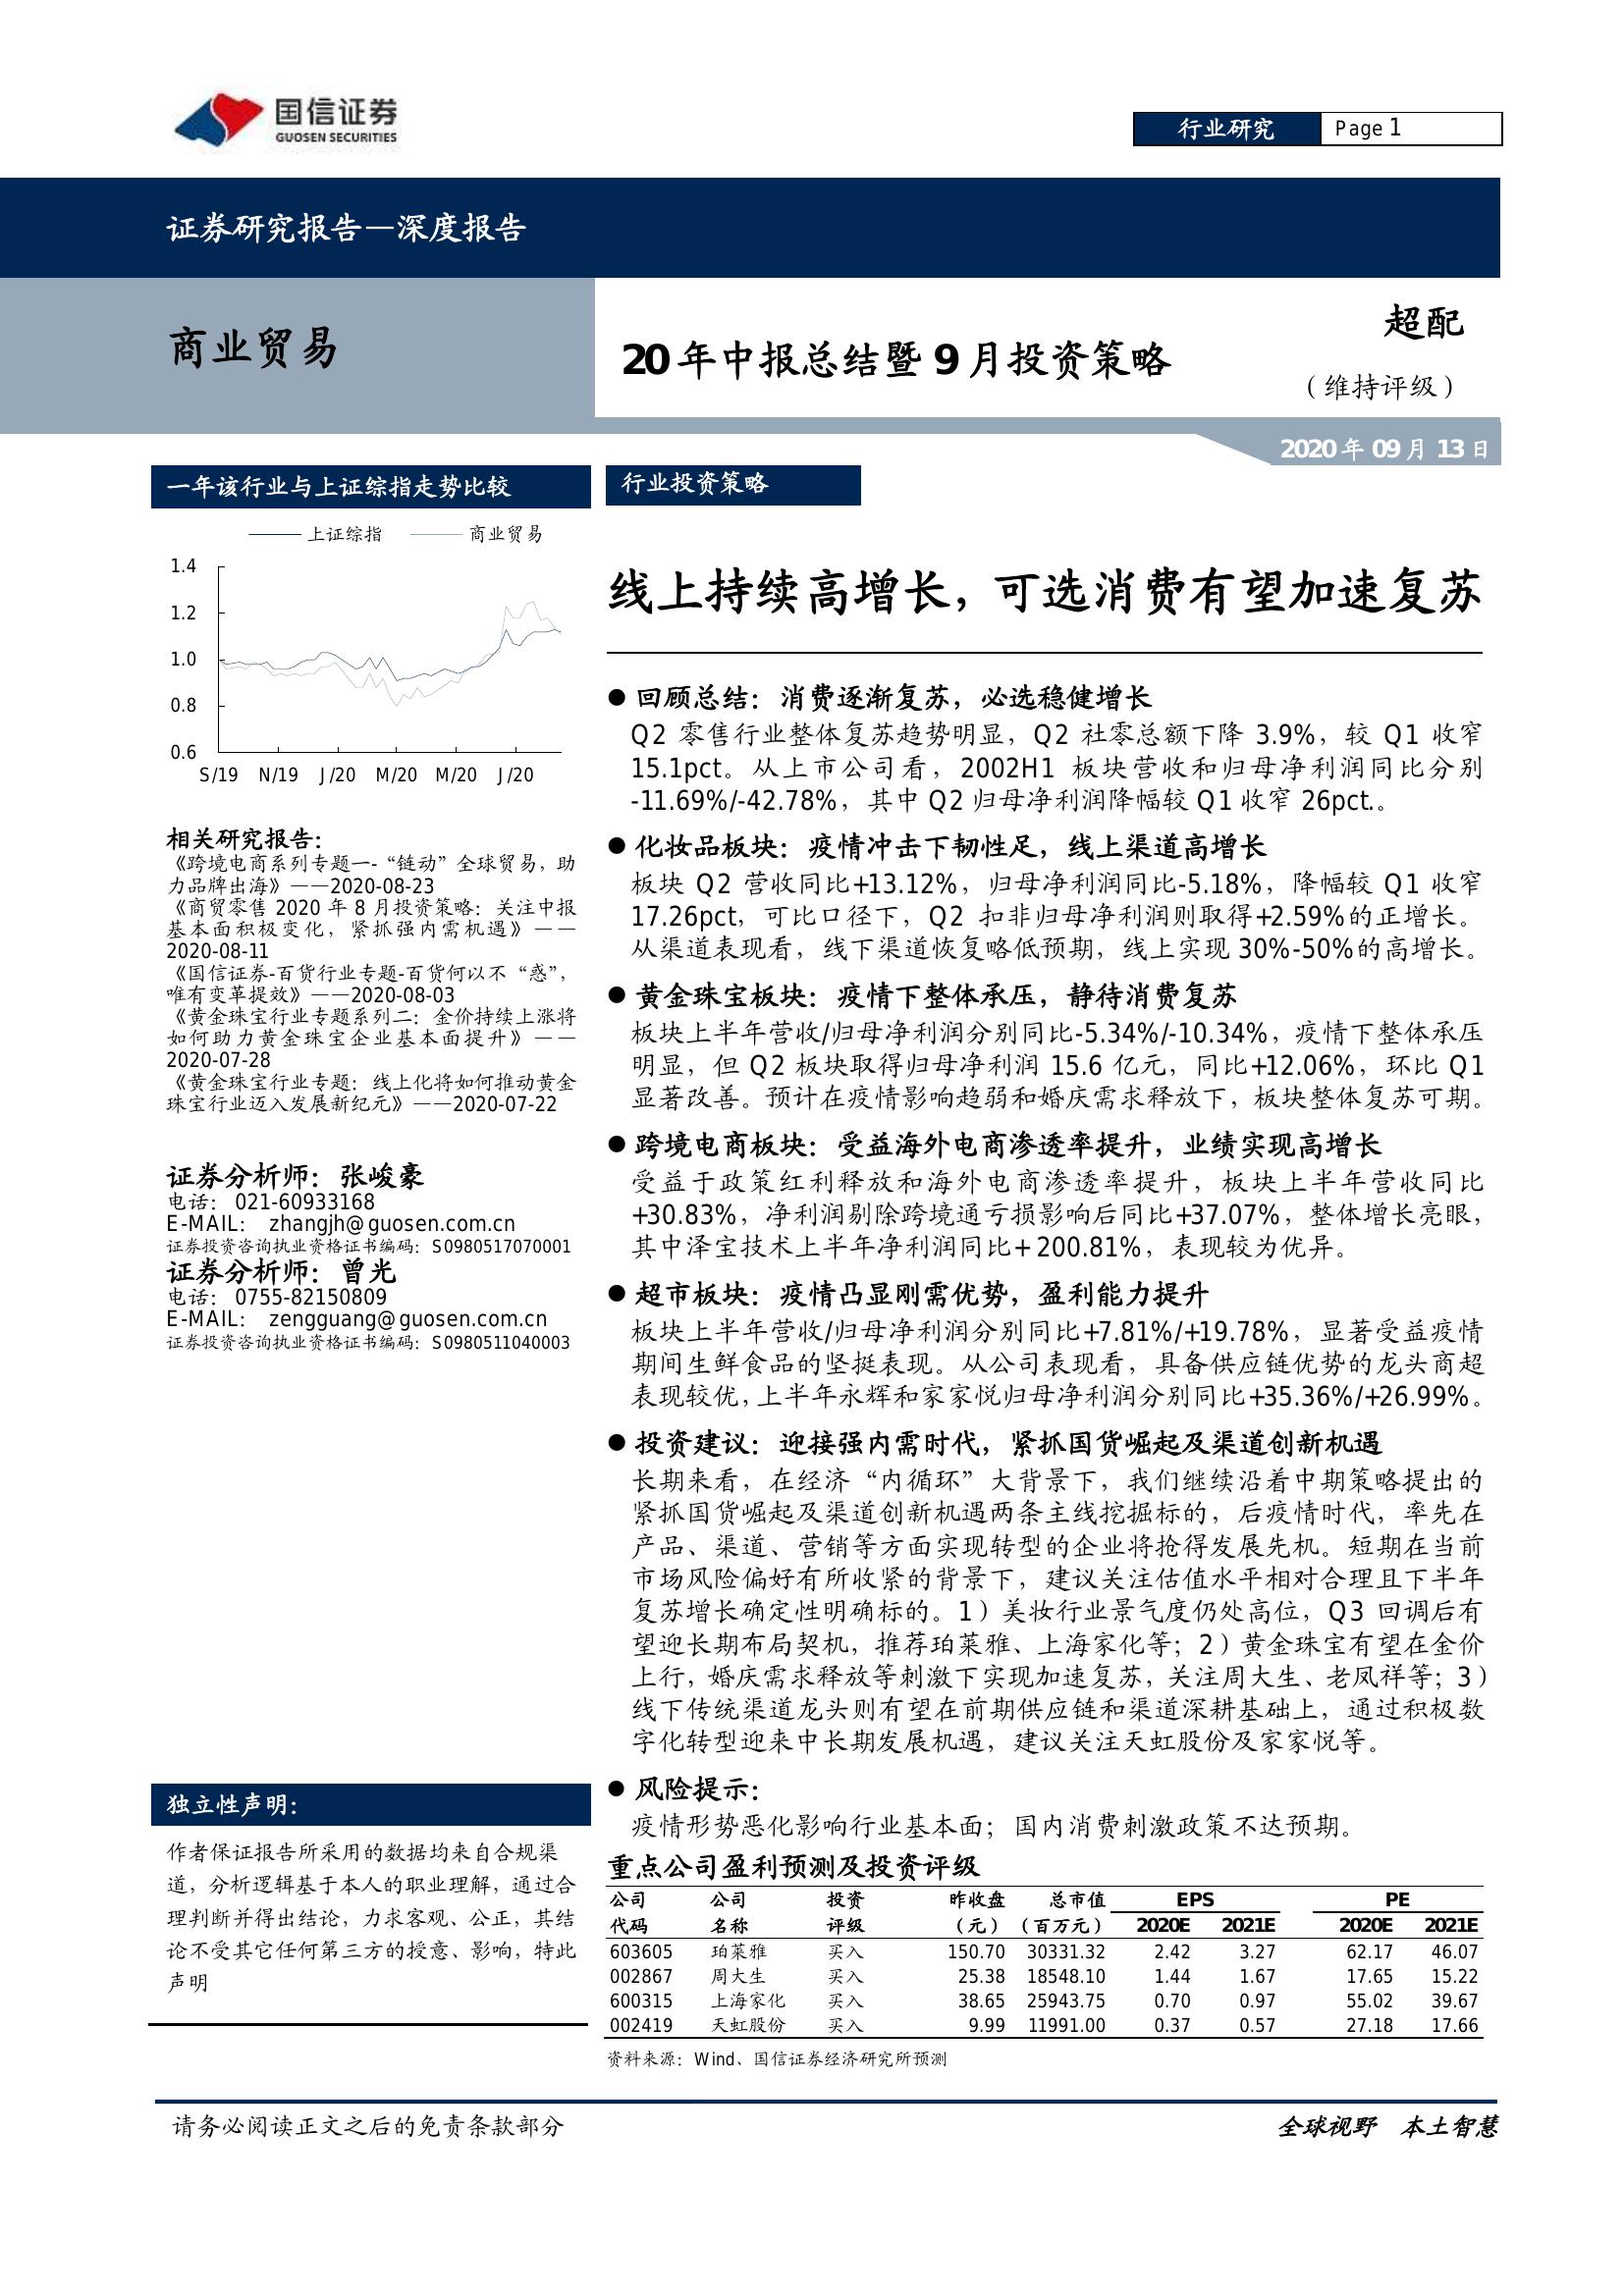 国信证券
GUOSEN SECURITIES
行业研究
Page 1
证券研究报告—深度报告
商业贸易
20年中报总结暨9月投资策略
超配
（维持评级）
2020年09月13日
一年该行业与上证综指走势比较
上证综指 商业贸易
1.4
1.2
1.0
0.8
0.6
S/19 N/19 J/20 M/20 M/20 J/20
相关研究报告：
《跨境电商系列专题一-“链动”全球贸易，助
力品牌出海》——2020-08-23
《商贸零售 2020 年 8 月投资策略：关注中报
基本面积极变化，紧抓强内需机遇》——
2020-08-11
《国信证券-百货行业专题-百货何以不“惑”，
唯有变革提效》——2020-08-03
《黄金珠宝行业专题系列二：金价持续上涨将
如何助力黄金珠宝企业基本面提升》——
2020-07-28
《黄金珠宝行业专题：线上化将如何推动黄金
珠宝行业迈入发展新纪元》——2020-07-22
证券分析师：张峻豪
电话： 021-60933168
E-MAIL： zhangjh@guosen.com.cn
证券投资咨询执业资格证书编码：S0980517070001
证券分析师：曾光
电话： 0755-82150809
E-MAIL： zengguang@guosen.com.cn
证券投资咨询执业资格证书编码：S0980511040003
独立性声明：
作者保证报告所采用的数据均来自合规渠
道，分析逻辑基于本人的职业理解，通过合
理判断并得出结论，力求客观、公正，其结
论不受其它任何第三方的授意、影响，特此
声明
行业投资策略
线上持续高增长，可选消费有望加速复苏
● 回顾总结：消费逐渐复苏，必选稳健增长
Q2 零售行业整体复苏趋势明显，Q2 社零总额下降 3.9%，较 Q1 收窄
15.1pct。从上市公司看，2002H1 板块营收和归母净利润同比分别
-11.69%/-42.78%，其中 Q2 归母净利润降幅较 Q1 收窄 26pct.。
● 化妆品板块：疫情冲击下韧性足，线上渠道高增长
板块 Q2 营收同比+13.12%，归母净利润同比-5.18%，降幅较 Q1 收窄
17.26pct，可比口径下，Q2 扣非归母净利润则取得+2.59%的正增长。
从渠道表现看，线下渠道恢复略低预期，线上实现 30%-50%的高增长。
● 黄金珠宝板块：疫情下整体承压，静待消费复苏
板块上半年营收/归母净利润分别同比-5.34%/-10.34%，疫情下整体承压
明显，但 Q2 板块取得归母净利润 15.6 亿元，同比+12.06%，环比 Q1
显著改善。预计在疫情影响趋弱和婚庆需求释放下，板块整体复苏可期。
● 跨境电商板块：受益海外电商渗透率提升，业绩实现高增长
受益于政策红利释放和海外电商渗透率提升，板块上半年营收同比
+30.83%，净利润剔除跨境通亏损影响后同比+37.07%，整体增长亮眼，
其中泽宝技术上半年净利润同比+ 200.81%，表现较为优异。
● 超市板块：疫情凸显刚需优势，盈利能力提升
板块上半年营收/归母净利润分别同比+7.81%/+19.78%，显著受益疫情
期间生鲜食品的坚挺表现。从公司表现看，具备供应链优势的龙头商超
表现较优，上半年永辉和家家悦归母净利润分别同比+35.36%/+26.99%。
● 投资建议：迎接强内需时代，紧抓国货崛起及渠道创新机遇
长期来看，在经济“内循环”大背景下，我们继续沿着中期策略提出的
紧抓国货崛起及渠道创新机遇两条主线挖掘标的，后疫情时代，率先在
产品、渠道、营销等方面实现转型的企业将抢得发展先机。短期在当前
市场风险偏好有所收紧的背景下，建议关注估值水平相对合理且下半年
复苏增长确定性明确标的。1）美妆行业景气度仍处高位，Q3 回调后有
望迎长期布局契机，推荐珀莱雅、上海家化等；2）黄金珠宝有望在金价
上行，婚庆需求释放等刺激下实现加速复苏，关注周大生、老凤祥等；3）
线下传统渠道龙头则有望在前期供应链和渠道深耕基础上，通过积极数
字化转型迎来中长期发展机遇，建议关注天虹股份及家家悦等。
● 风险提示：
疫情形势恶化影响行业基本面；国内消费刺激政策不达预期。
重点公司盈利预测及投资评级
公司 公司 投资 昨收盘 总市值 EPS PE
代码 名称 评级 （元） （百万元） 2020E 2021E 2020E 2021E
603605 珀莱雅 买入 150.70 30331.32 2.42 3.27 62.17 46.07
002867 周大生 买入 25.38 18548.10 1.44 1.67 17.65 15.22
600315 上海家化 买入 38.65 25943.75 0.70 0.97 55.02 39.67
002419 天虹股份 买入 9.99 11991.00 0.37 0.57 27.18 17.66
资料来源：Wind、国信证券经济研究所预测
请务必阅读正文之后的免责条款部分
全球视野 本土智慧